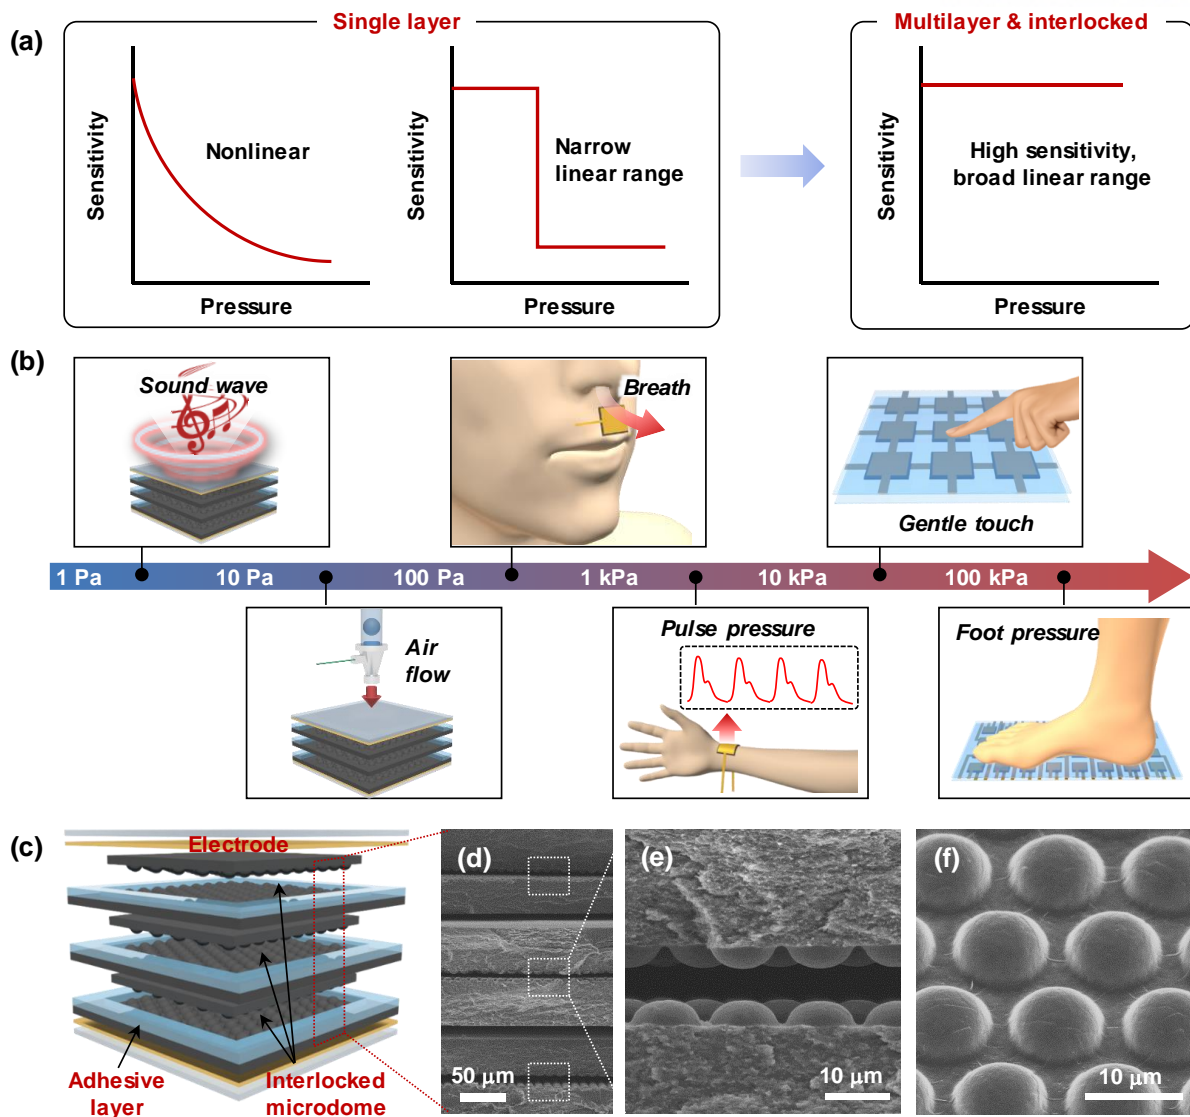 (a)
Single layer
Multilayer & interlocked
Sensitivity
Nonlinear
Pressure
Sensitivity
Narrow
linear range
Pressure
Sensitivity
High sensitivity,
broad linear range
Pressure
(b)
Sound wave
Breath
Gentle touch
1 Pa
10 Pa
100 Pa
1 kPa
10 kPa
100 kPa
Air
flow
Pulse pressure
Foot pressure
(c)
Electrode
Adhesive
layer
Interlocked
microdome
(d)
50 μm
(e)
10 μm
(f)
10 μm